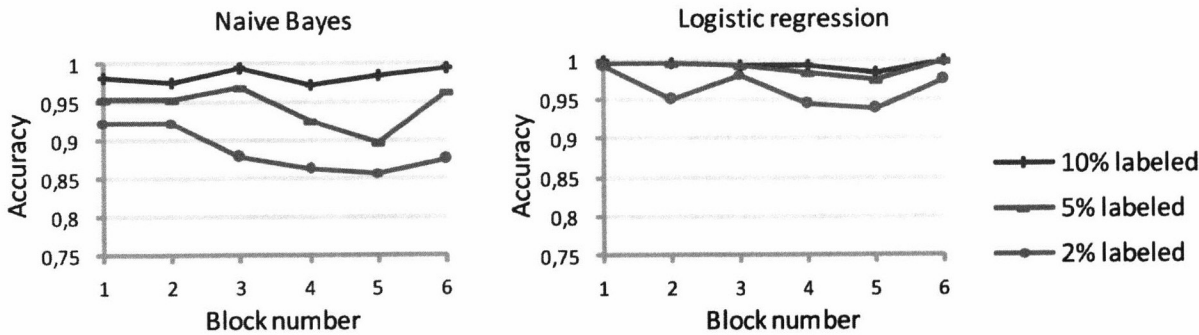 Naive Bayes
Accuracy
1
0,95
0,9
0,85
0,8
0,75
1 2 3 4 5 6
Block number
Logistic regression
Accuracy
1
0,95
0,9
0,85
0,8
0,75
1 2 3 4 5 6
Block number
10% labeled
5% labeled
2% labeled